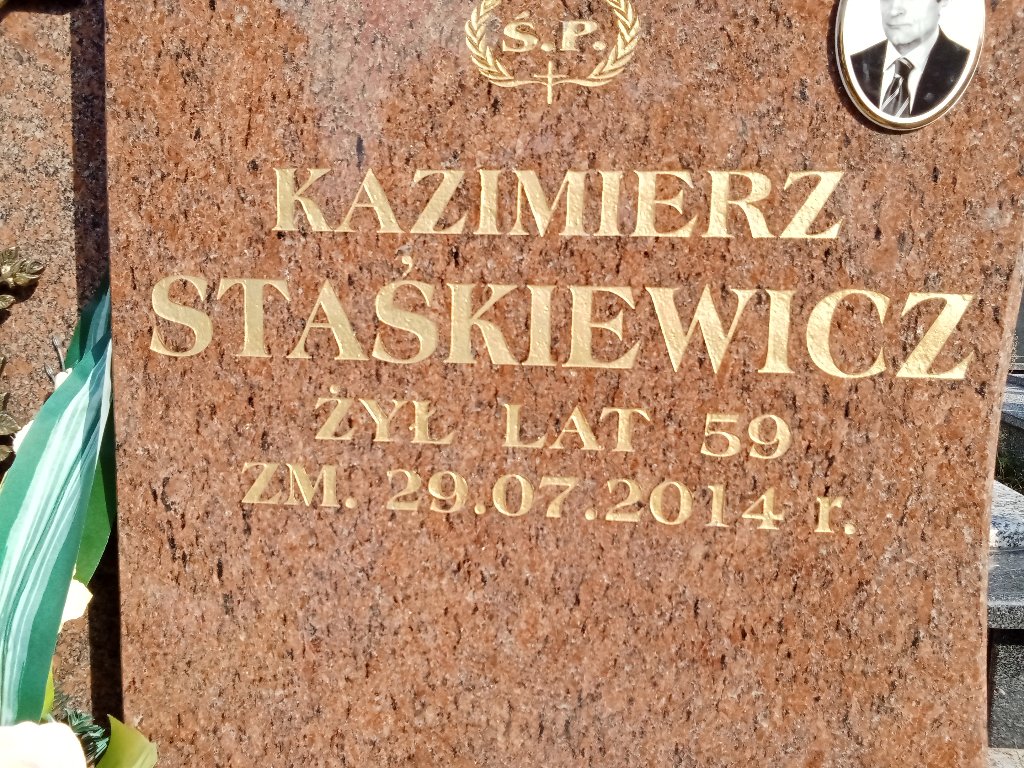 Ś.P.
KAZIMIERZ
STAŚKIEWICZ
ŻYŁ LAT 59
ZM. 29.07.2014 r.